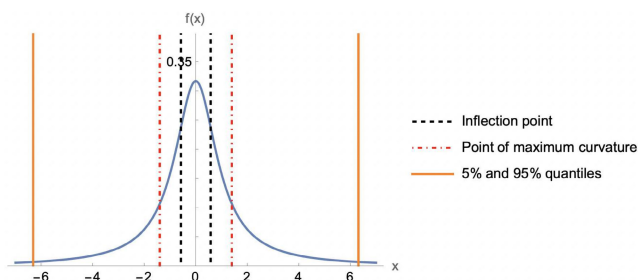 f(x)
0.35
Inflection point
Point of maximum curvature
5% and 95% quantiles
x
-6 -4 -2 0 2 4 6